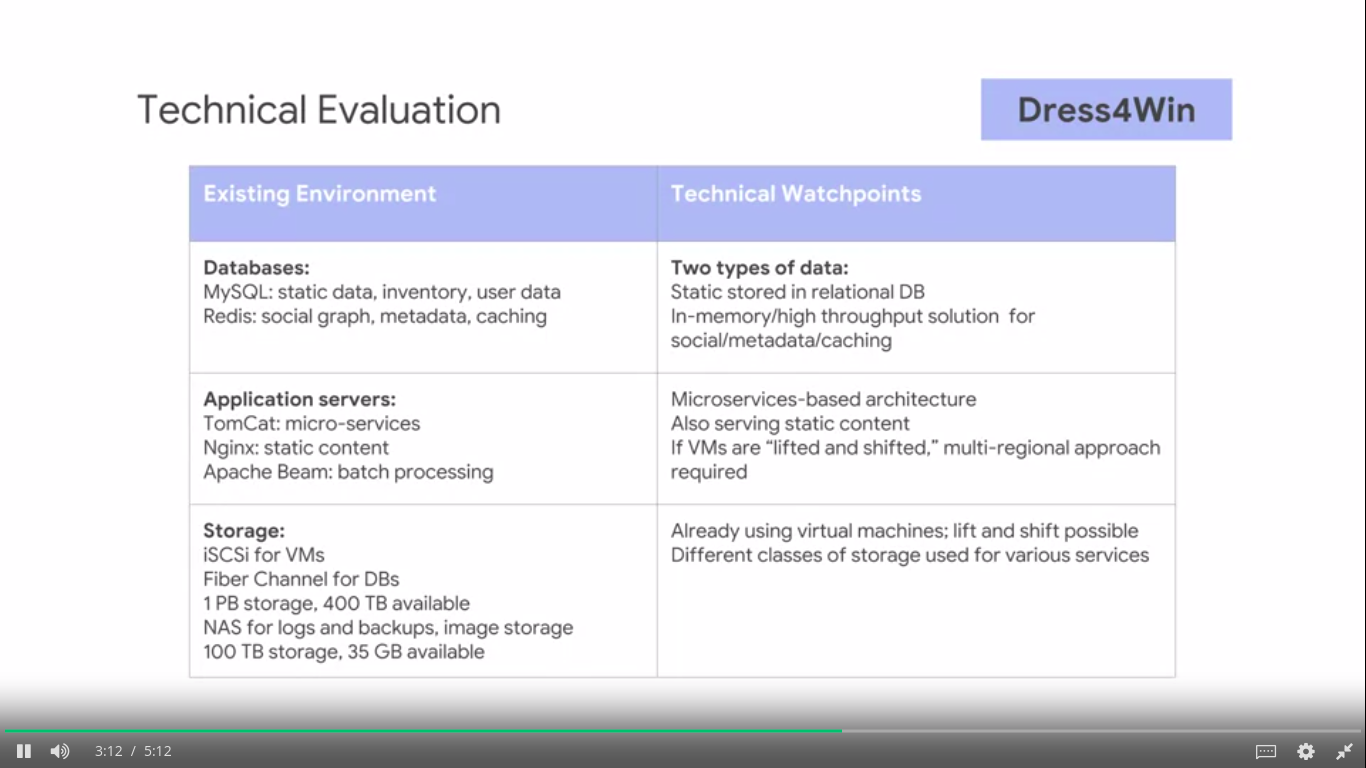 Technical Evaluation
Dress4Win
Existing Environment
Technical Watchpoints
Databases:
MySQL: static data, inventory, user data
Redis: social graph, metadata, caching
Two types of data:
Static stored in relational DB
In-memory/high throughput solution for
social/metadata/caching
Application servers:
TomCat: micro-services
Nginx: static content
Apache Beam: batch processing
Microservices-based architecture
Also serving static content
If VMs are “lifted and shifted,” multi-regional approach
required
Storage:
iSCSi for VMs
Fiber Channel for DBs
1 PB storage, 400 TB available
NAS for logs and backups, image storage
100 TB storage, 35 GB available
Already using virtual machines; lift and shift possible
Different classes of storage used for various services
3:12 / 5:12